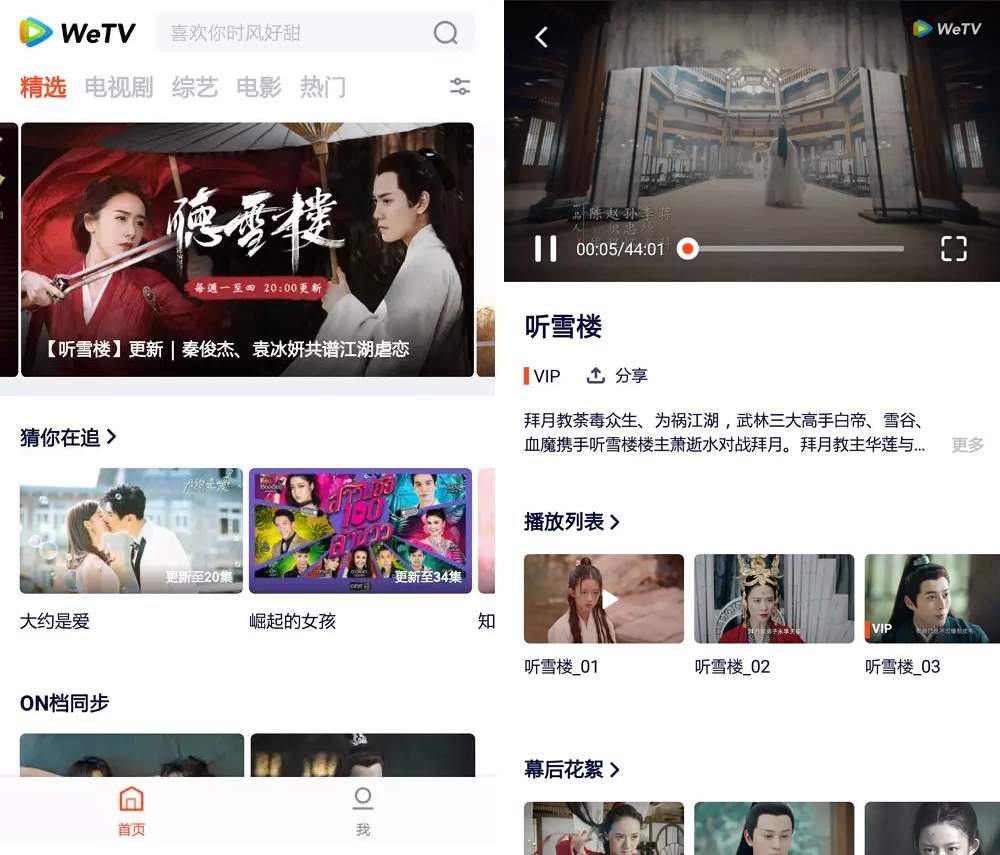 WeTV
喜欢你时风好甜
精选 电视剧 综艺 电影 热门
听雪楼
每週一至四 20:00更新
【听雪楼】更新｜秦俊杰、袁冰妍共谱江湖虐恋
猜你在追
大约是爱
更新至20集
更新至34集
大约是爱
崛起的女孩
知
ON档同步
首页
我
WeTV
00:05/44:01
听雪楼
VIP
分享
拜月教荼毒众生、为祸江湖，武林三大高手白帝、雪谷、
血魔携手听雪楼楼主萧逝水对战拜月。拜月教主华莲与...
更多
播放列表
VIP
听雪楼_01
听雪楼_02
听雪楼_03
幕后花絮